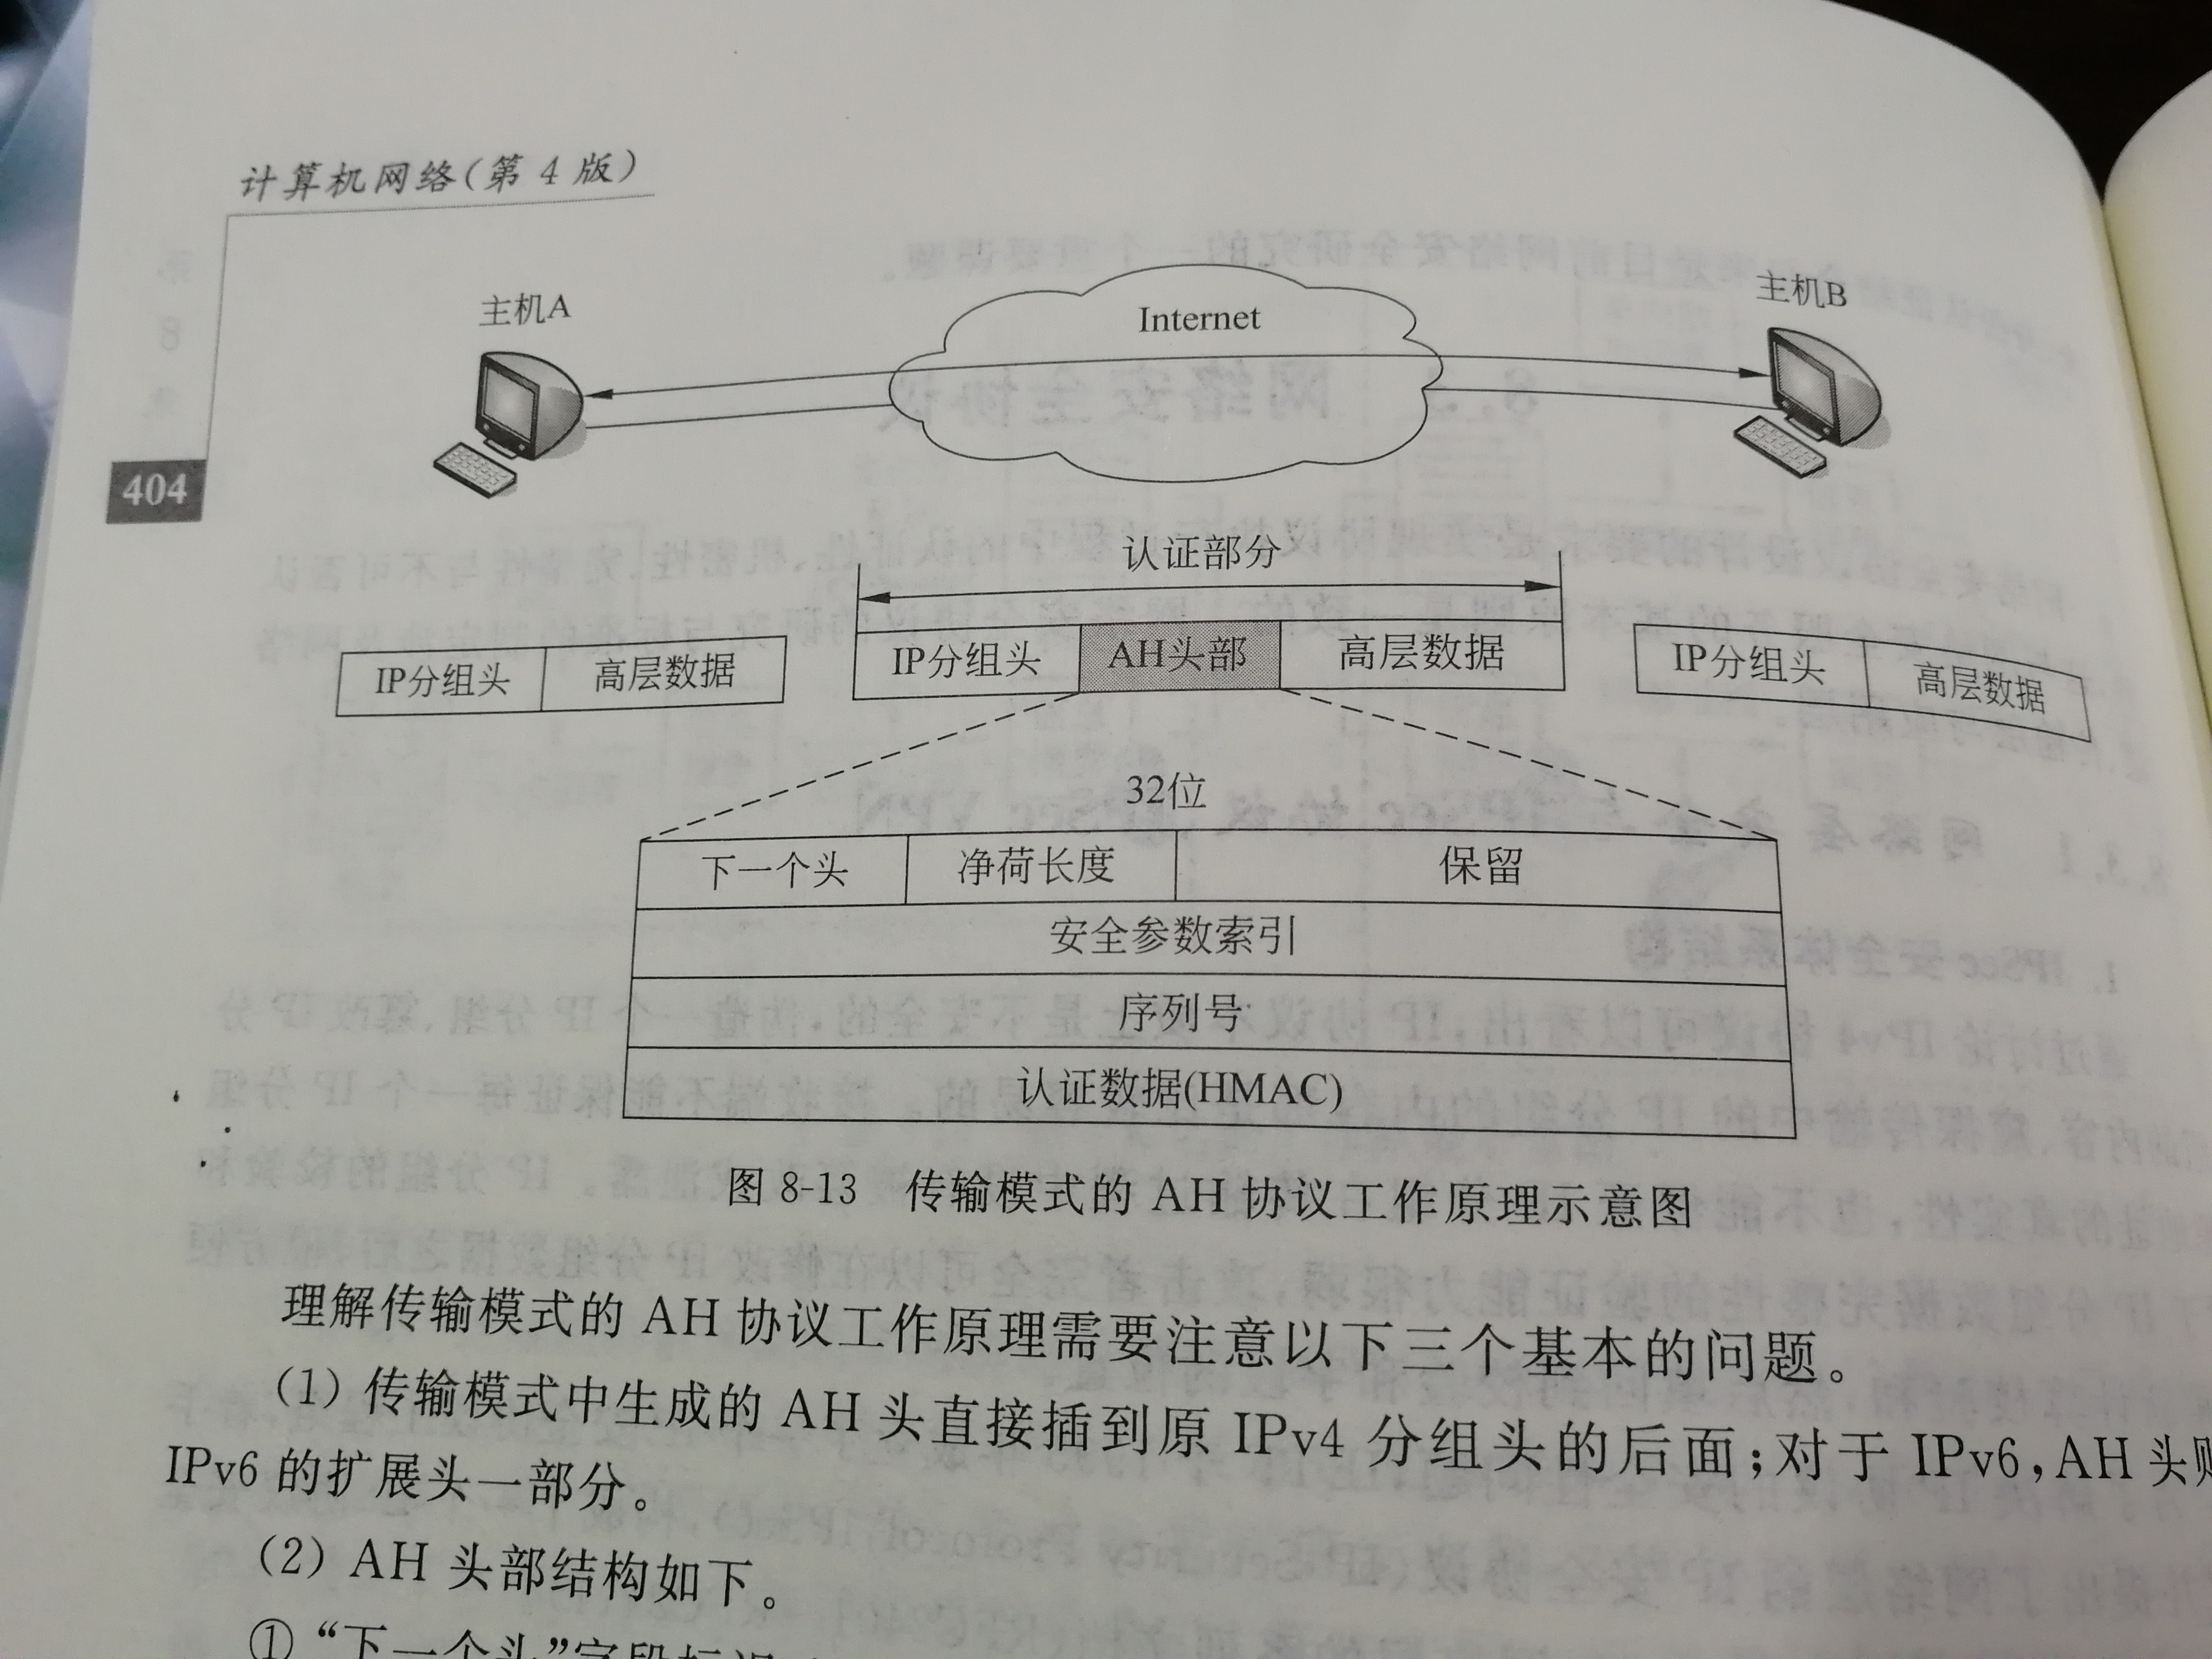 计算机网络(第 4 版)
404
主机A
Internet
主机B
认证部分
IP分组头 高层数据
IP分组头 AH头部 高层数据
IP分组头 高层数据
32位
下一个头 净荷长度 保留
安全参数索引
序列号
认证数据(HMAC)
图 8-13 传输模式的 AH 协议工作原理示意图
理解传输模式的 AH 协议工作原理需要注意以下三个基本的问题。
(1) 传输模式中生成的 AH 头直接插到原 IPv4 分组头的后面;对于 IPv6,AH 头
IPv6 的扩展头一部分。
(2) AH 头部结构如下。
①“下一个头”字段标识